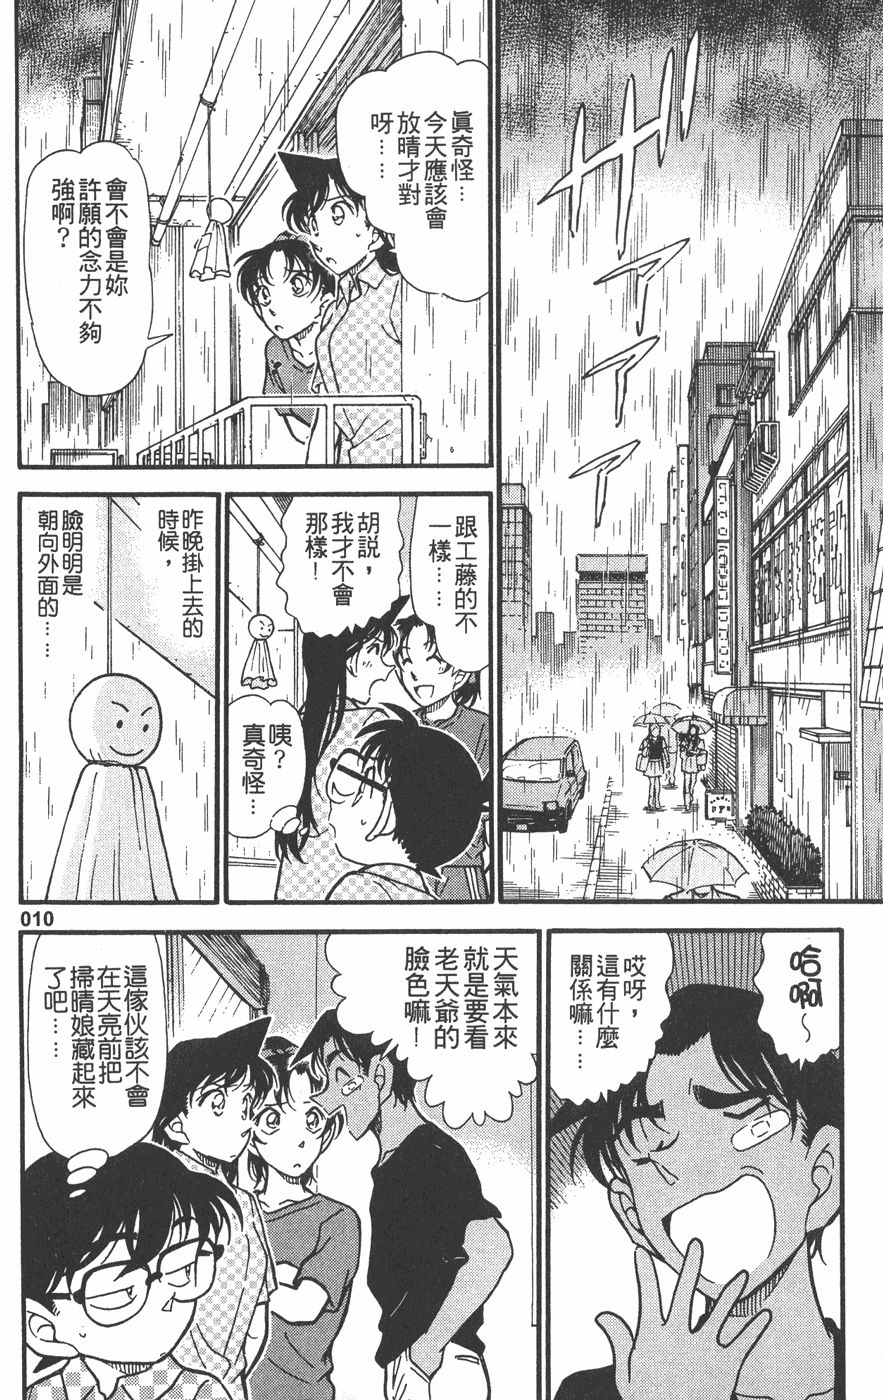 ザアアア
真奇怪…
今天應該會
放晴才對
呀……
會不會是妳
許願的念力不夠
強啊？
跟工藤的不
一樣……
胡説，
我才不會
那樣！
咦？
真奇怪…
昨晚掛上去的
時候，
臉明明是
朝向外面的……
010
哈啊～
哎呀，
這有什麼
關係嘛……
天氣本來
就是要看
老天爺的
臉色嘛！
這傢伙該不會
在天亮前把
掃晴娘藏起來
了吧……